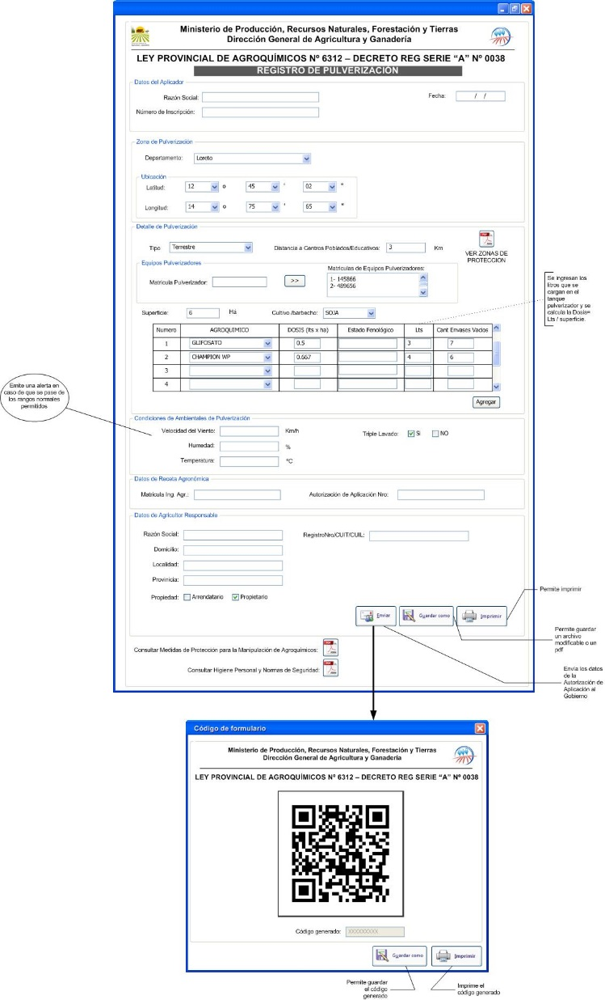 Ministerio de Producción, Recursos Naturales, Forestación y Tierras
Dirección General de Agricultura y Ganadería
LEY PROVINCIAL DE AGROQUÍMICOS Nº 6312 – DECRETO REG SERIE “A” Nº 0038
REGISTRO DE PULVERIZACIÓN
Datos del Aplicador
Razón Social:
Fecha: / /
Número de Inscripción:
Zona de Pulverización
Departamento: Loreto
Ubicación
Latitud: 12 o 45 ' 02 "
Longitud: 14 o 75 ' 65 "
Detalle de Pulverización
Tipo Terrestre Distancia a Centros Poblados/Educativos: 3 Km
VER ZONAS DE
PROTECCION
Equipos Pulverizadores
Matriculas de Equipos Pulverizadores:
Matricula Pulverizador: >> 1- 145866
2- 489656
Se ingresan los
litros que se
cargan en el
tanque
pulverizador y se
calcula la Dosis=
Lts / superficie.
Superficie: 6 Há Cultivo /barbecho: SOJA
Numero AGROQUIMICO DOSIS (lts x ha) Estado Fenológico Lts Cant Envases Vacios
1 GLIFOSATO 0.5 3 7
2 CHAMPION WP 0.667 4 6
3
4
Agregar
Emite una alerta en
caso de que se pase de
los rangos normales
permitidos
Condiciones de Ambientales de Pulverización
Velocidad del Viento: Km/h Triple Lavado: SI NO
Humedad: %
Temperatura: ºC
Datos de Receta Agronómica
Matricula Ing. Agr.: Autorización de Aplicación Nro:
Datos de Agricultor Responsable
Razón Social: RegistroNro/CUIT/CUIL:
Domicilio:
Localidad:
Provinicia:
Propiedad: Arrendatario Propietario
Permite imprimir
Enviar Guardar como Imprimir
Permite guardar
un archivo
modificable o un
pdf
Consultar Medidas de Protección para la Manipulación de Agroquímicos:
Consultar Higiene Personal y Normas de Seguridad:
Envía los datos
de la
Autorización de
Aplicación al
Gobierno
Código de formulario
Ministerio de Producción, Recursos Naturales, Forestación y Tierras
Dirección General de Agricultura y Ganadería
LEY PROVINCIAL DE AGROQUÍMICOS Nº 6312 – DECRETO REG SERIE “A” Nº 0038
Código generado: XXXXXXXXX
Guardar como Imprimir
Permite guardar
el código
generado
Imprime el
código generado